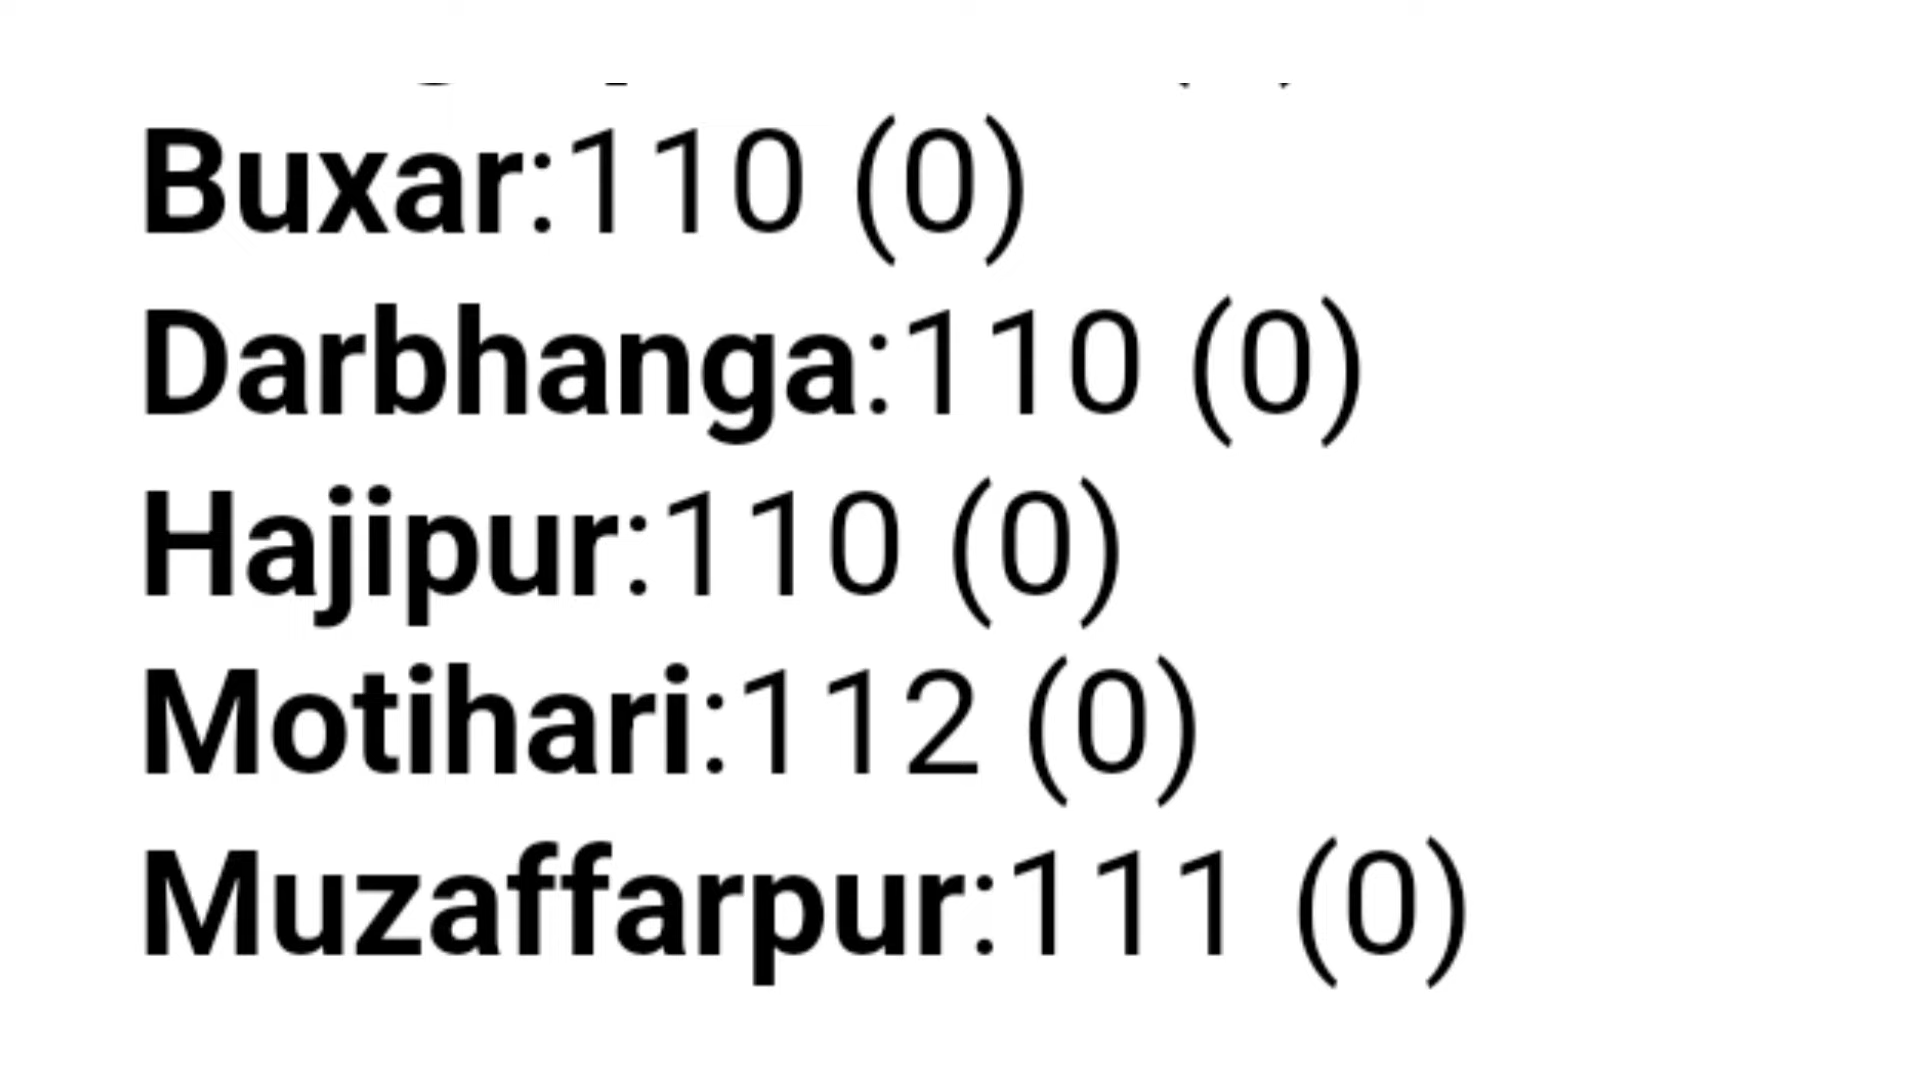 Buxar:110 (0)
Darbhanga:110 (0)
Hajipur:110 (0)
Motihari:112 (0)
Muzaffarpur:111 (0)